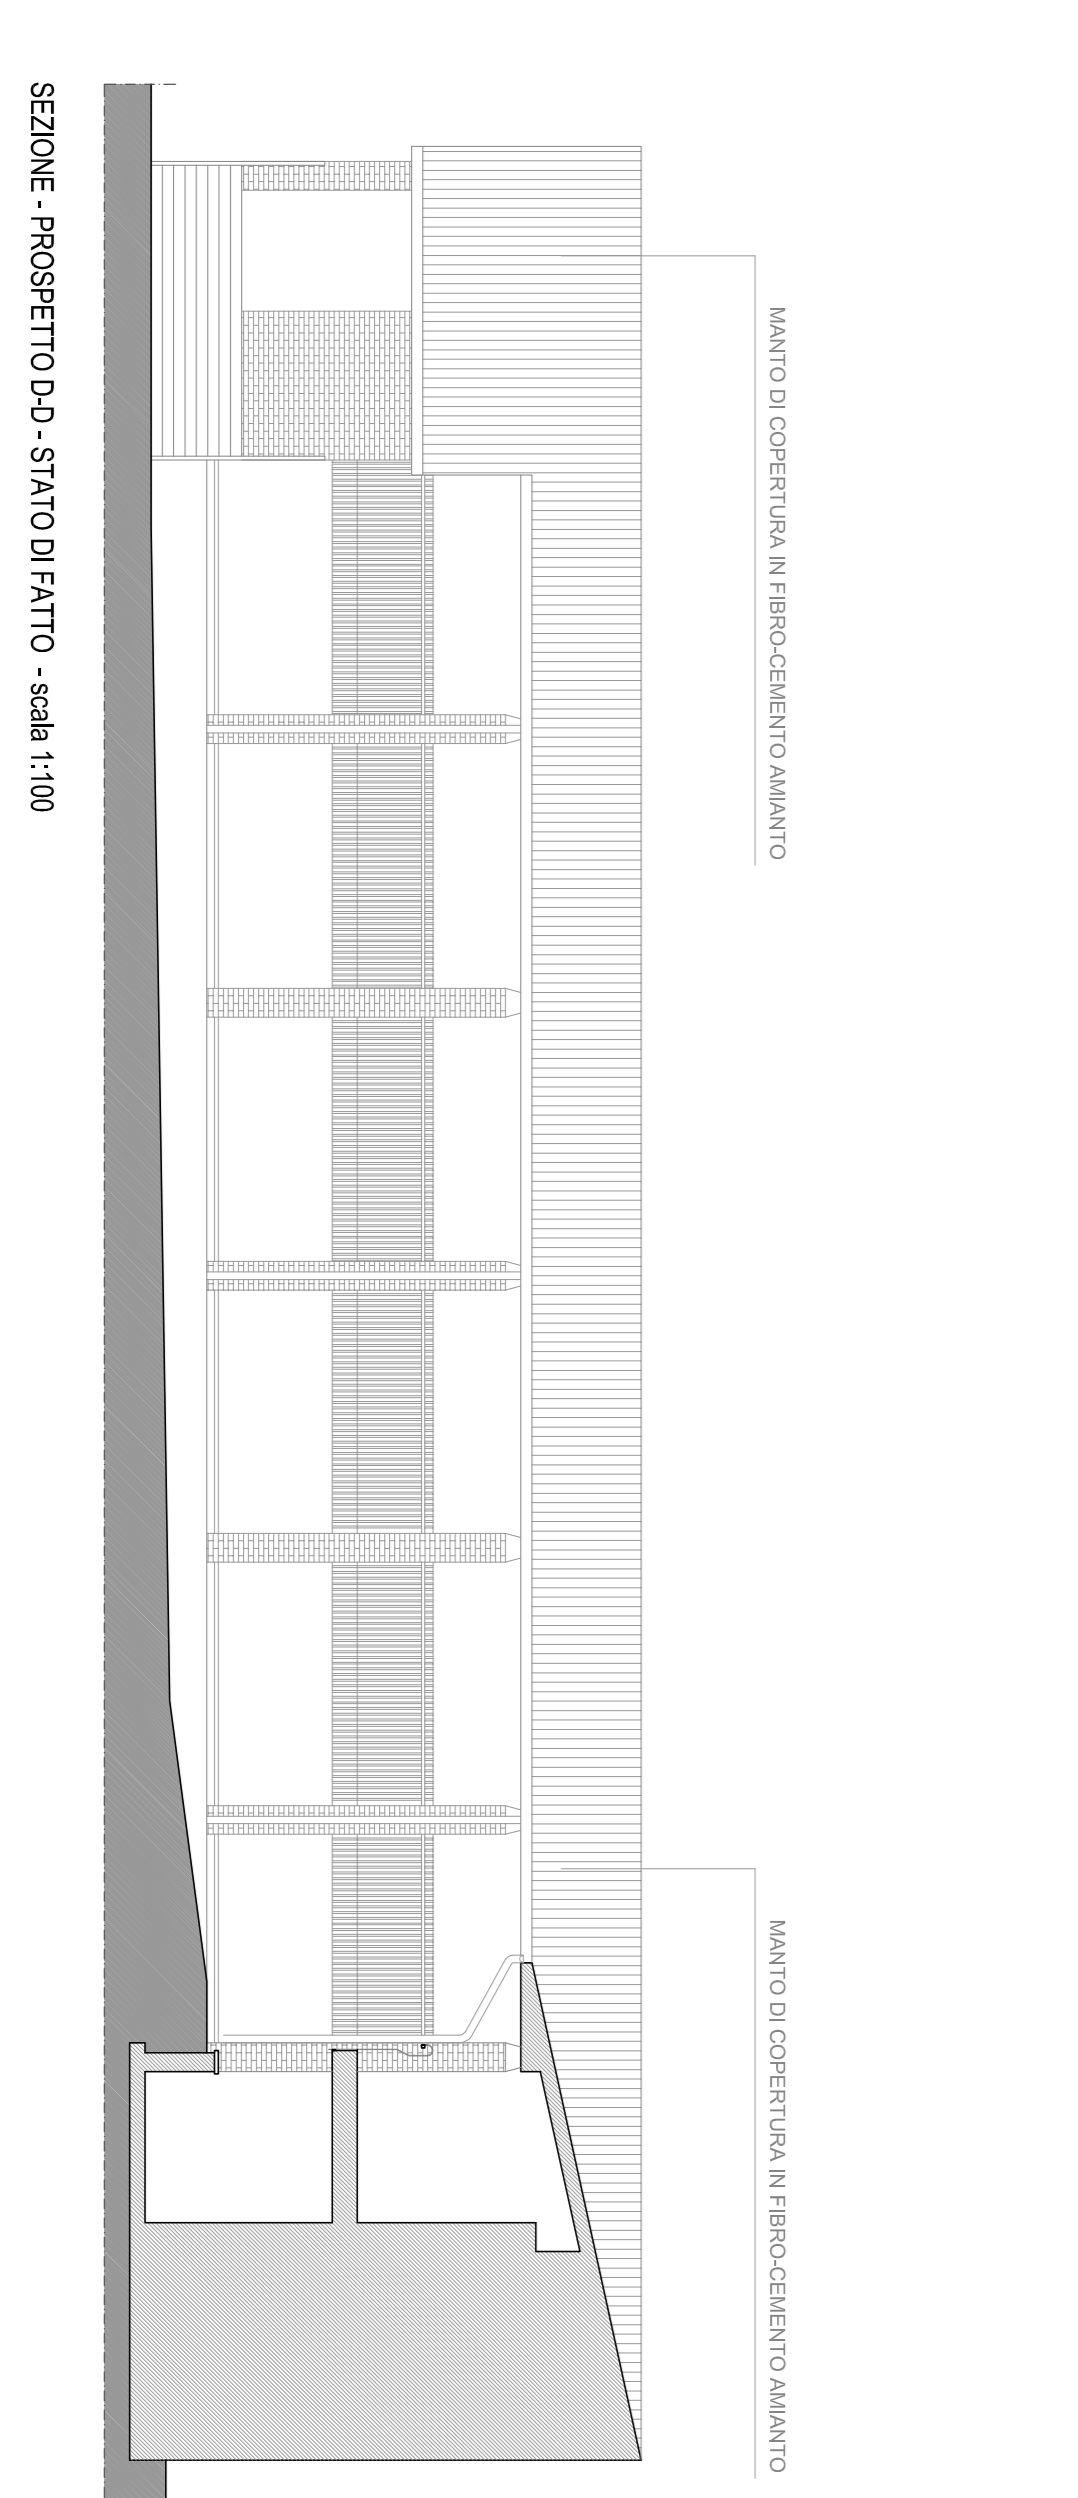 MANTO DI COPERTURA IN FIBRO-CEMENTO AMIANTO
MANTO DI COPERTURA IN FIBRO-CEMENTO AMIANTO
SEZIONE - PROSPETTO D-D - STATO DI FATTO - scala 1:100